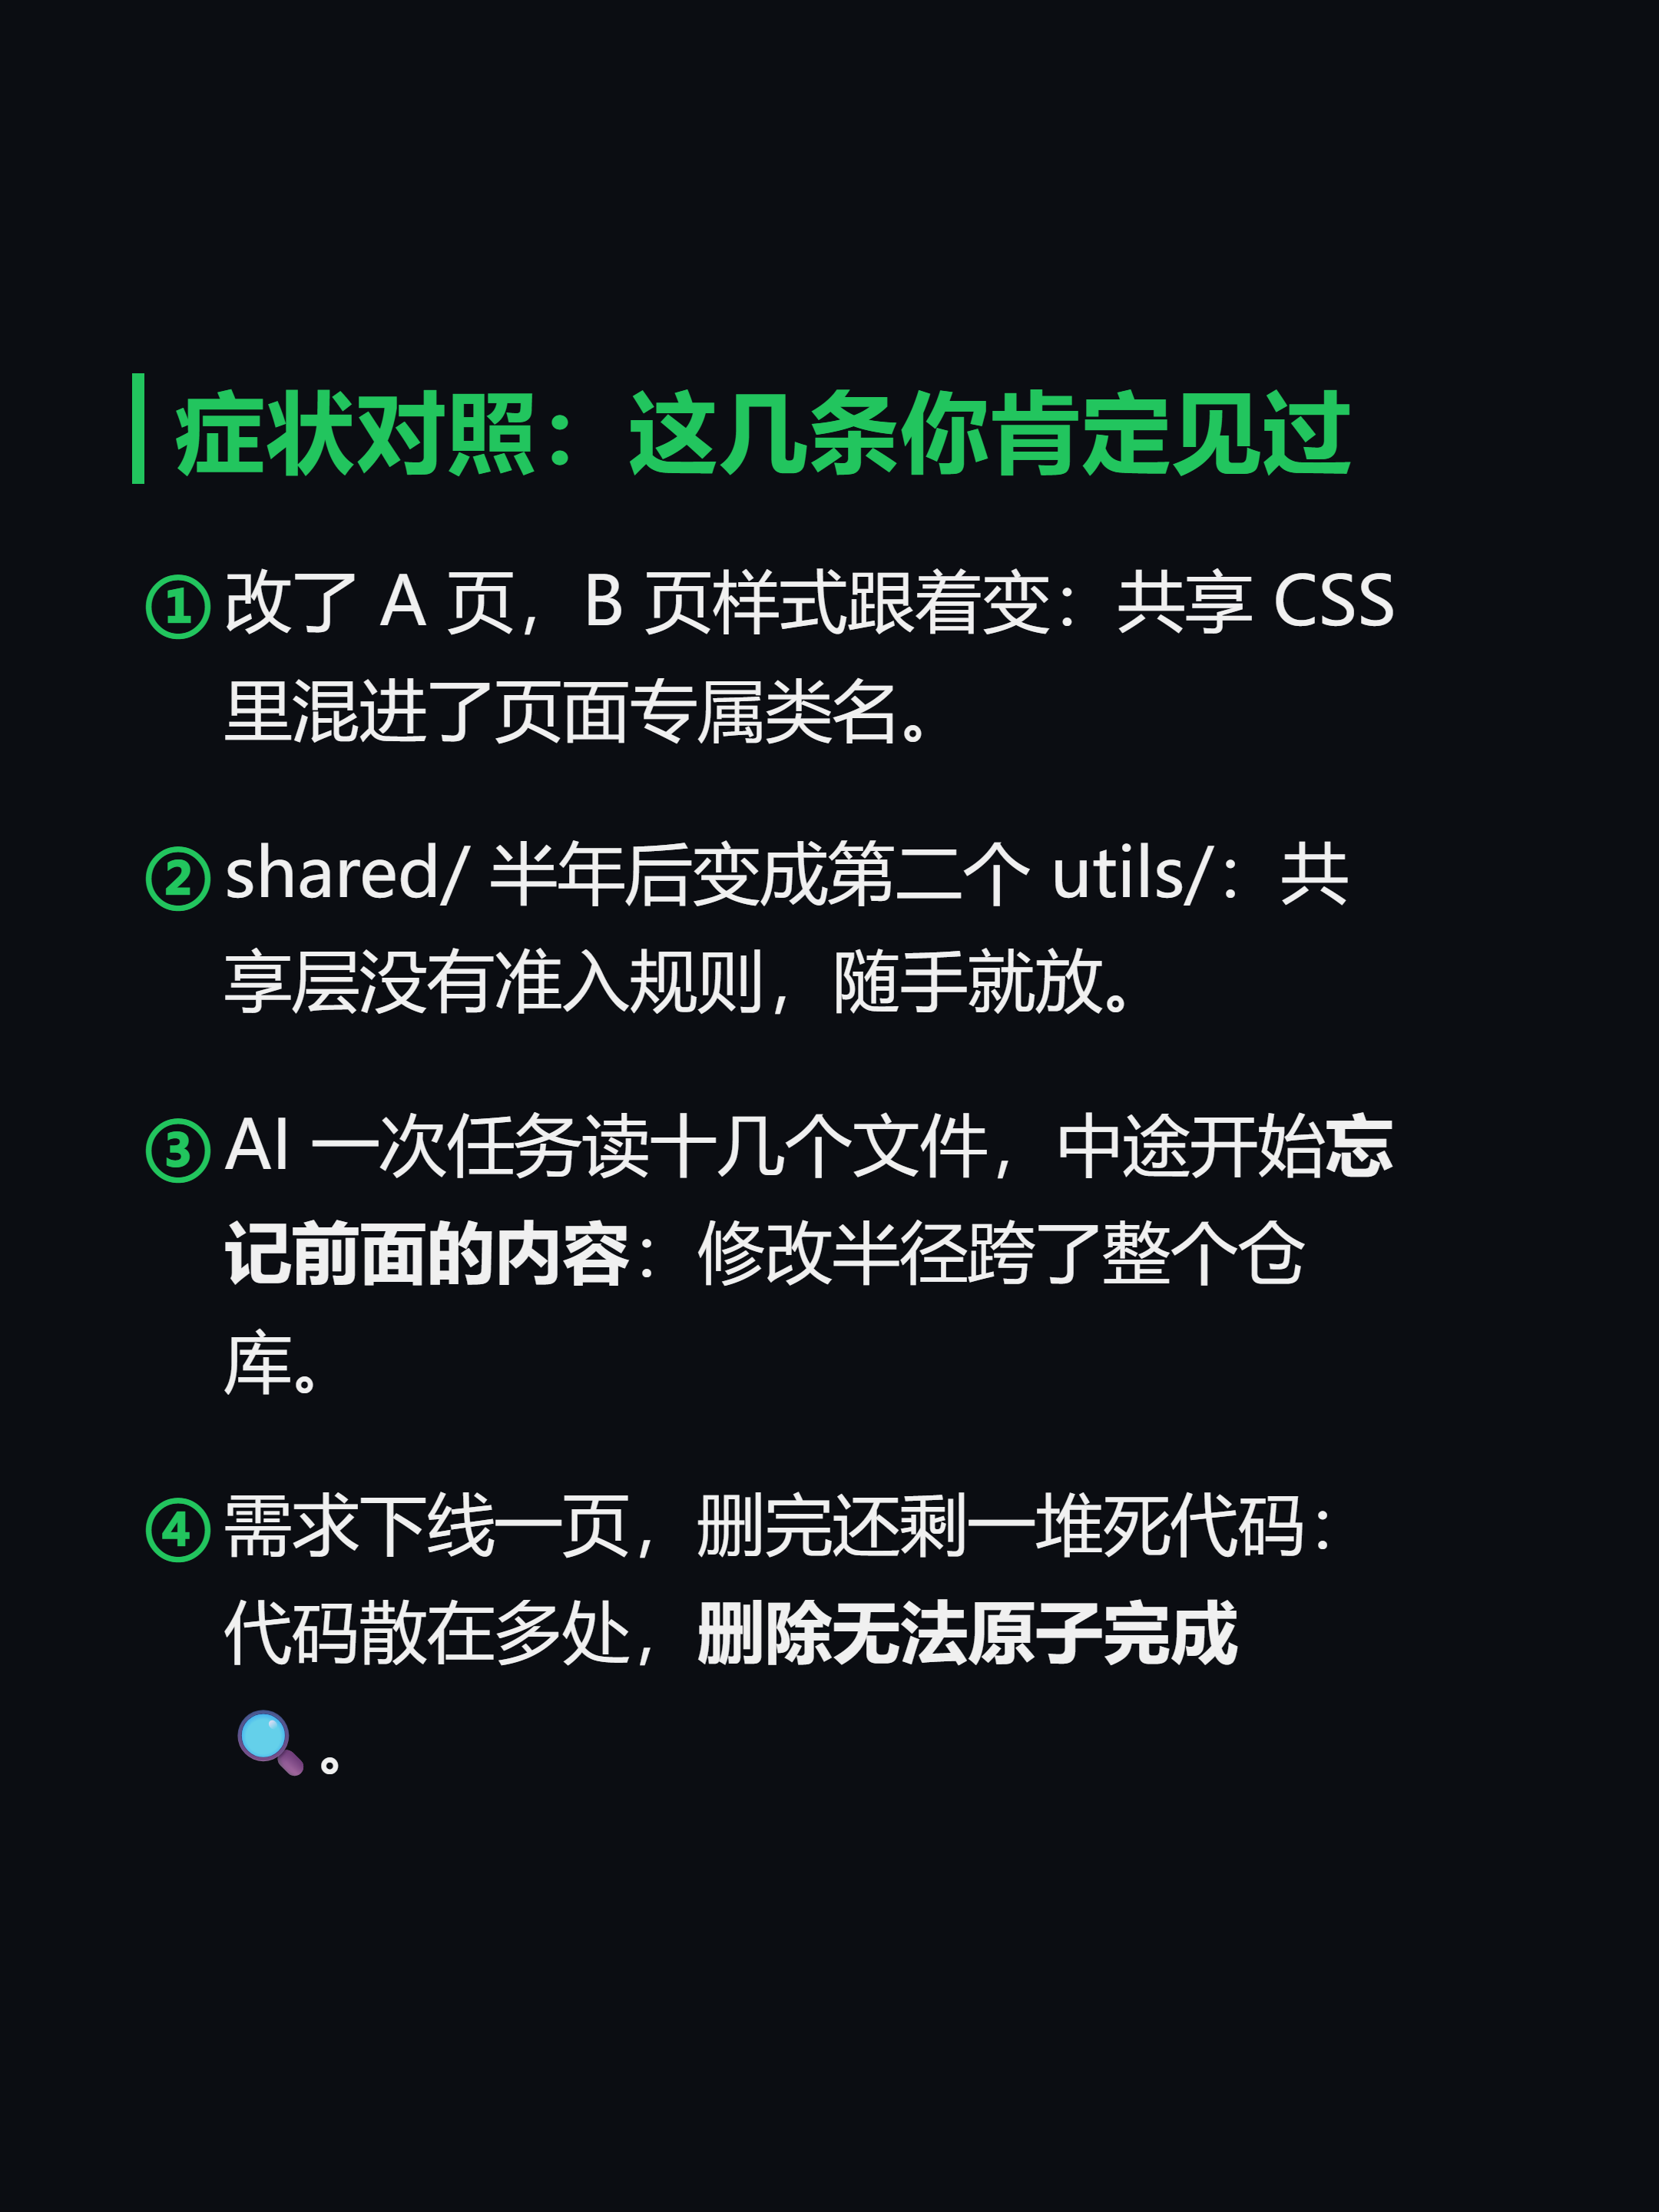 症状对照：这几条你肯定见过
① 改了 A 页，B 页样式跟着变：共享 CSS
里混进了页面专属类名。
② shared/ 半年后变成第二个 utils/：共
享层没有准入规则，随手就放。
③ AI 一次任务读十几个文件，中途开始忘
记前面的内容：修改半径跨了整个仓
库。
④ 需求下线一页，删完还剩一堆死代码：
代码散在多处，删除无法原子完成
🔍。